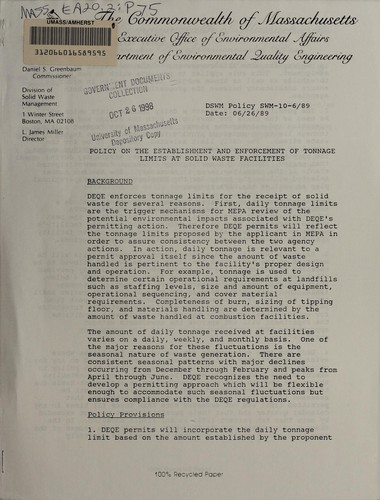 MASS. EA20.2:P75
UMASS/AMHERST
312066016589595
The Commonwealth of Massachusetts
Executive Office of Environmental Affairs
Department of Environmental Quality Engineering
Daniel S. Greenbaum
Commissioner
Division of
Solid Waste
Management
1 Winter Street
Boston, MA 02108
L. James Miller
Director
GOVERNMENT DOCUMENTS
COLLECTION
OCT 20 1998
University of Massachusetts
Depository Copy
DSWM Policy SWM-10-6/89
Date: 06/26/89
POLICY ON THE ESTABLISHMENT AND ENFORCEMENT OF TONNAGE
LIMITS AT SOLID WASTE FACILITIES
BACKGROUND
DEQE enforces tonnage limits for the receipt of solid
waste for several reasons. First, daily tonnage limits
are the trigger mechanisms for MEPA review of the
potential environmental impacts associated with DEQE's
permitting action. Therefore DEQE permits will reflect
the tonnage limits proposed by the applicant in MEPA in
order to assure consistency between the two agency
actions. In action, daily tonnage is relevant to a
permit approval itself since the amount of waste
handled is pertinent to the facility's proper design
and operation. For example, tonnage is used to
determine certain operational requirements at landfills
such as staffing levels, size and amount of equipment,
operational sequencing, and cover material
requirements. Completeness of burn, sizing of tipping
floor, and materials handling are determined by the
amount of waste handled at combustion facilities.
The amount of daily tonnage received at facilities
varies on a daily, weekly, and monthly basis. One of
the major reasons for these fluctuations is the
seasonal nature of waste generation. There are
consistent seasonal patterns with major declines
occurring from December through February and peaks from
April through June. DEQE recognizes the need to
develop a permitting approach which will be flexible
enough to accommodate such seasonal fluctuations but
ensures compliance with the DEQE regulations.
Policy Provisions
1. DEQE permits will incorporate the daily tonnage
limit based on the amount established by the proponent
100% Recycled Paper